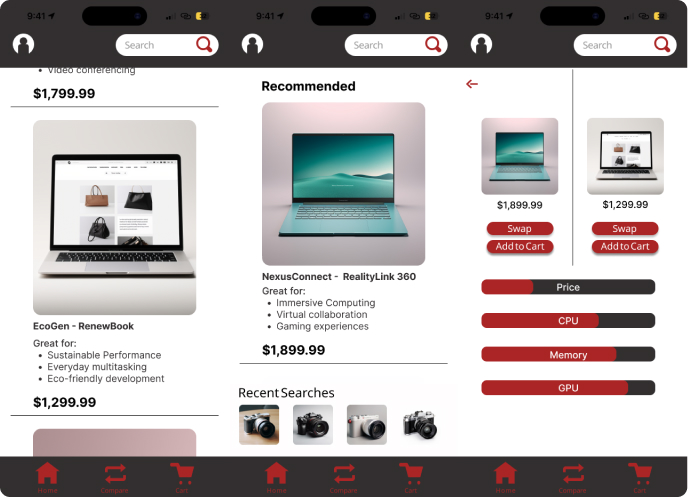 9:41
Search
Video conferencing
$1,799.99
EcoGen - RenewBook
Great for:
Sustainable Performance
Everyday multitasking
Eco-friendly development
$1,299.99
Home
Compare
Cart
9:41
Search
Recommended
NexusConnect - RealityLink 360
Great for:
Immersive Computing
Virtual collaboration
Gaming experiences
$1,899.99
Recent Searches
Home
Compare
Cart
9:41
Search
$1,899.99
$1,299.99
Swap
Swap
Add to Cart
Add to Cart
Price
CPU
Memory
GPU
Home
Compare
Cart